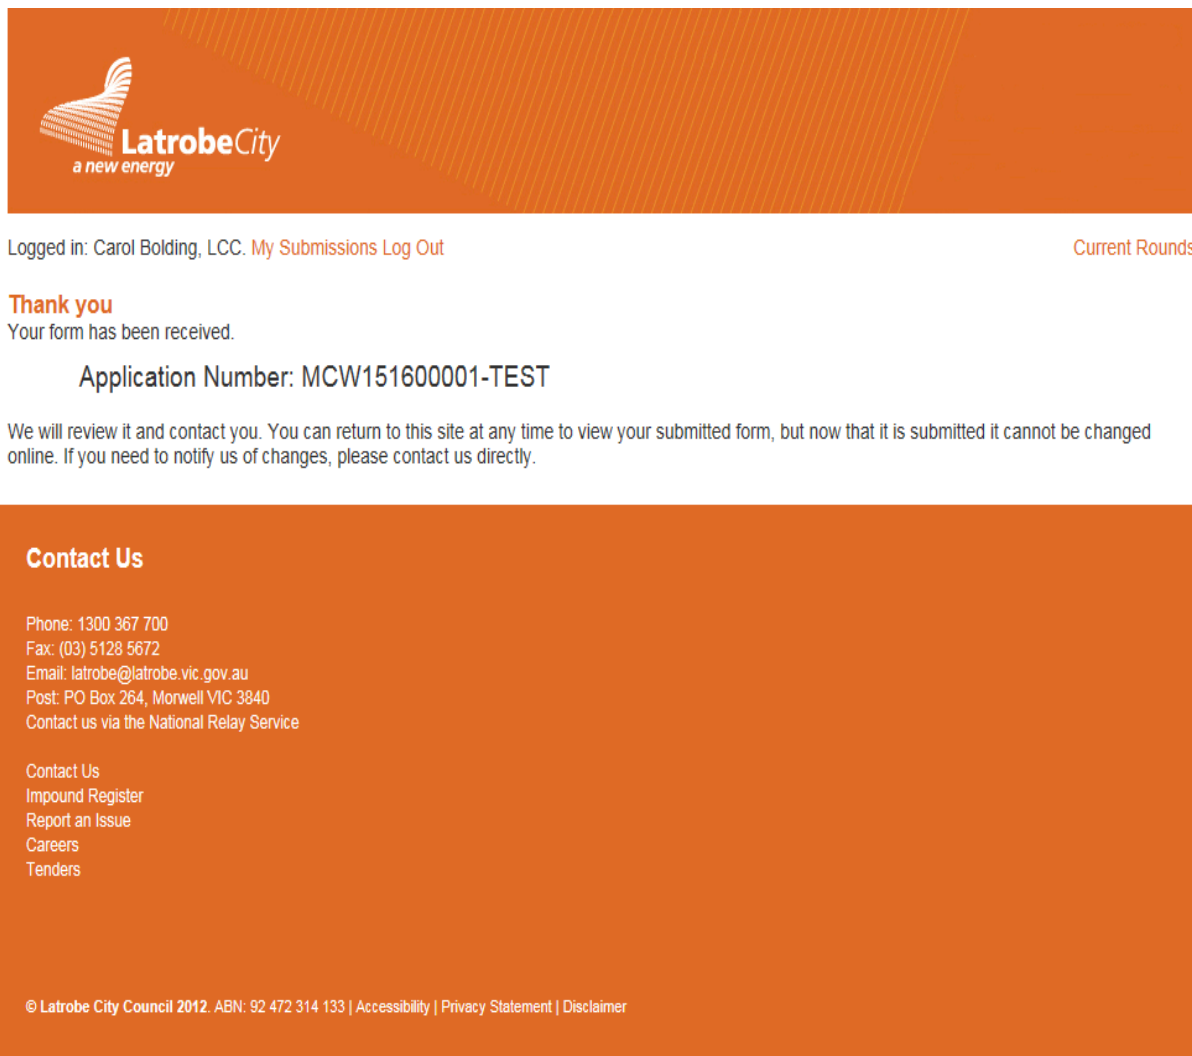 LatrobeCity
a new energy
Logged in: Carol Bolding, LCC. My Submissions Log Out
Current Rounds
Thank you
Your form has been received.
Application Number: MCW151600001-TEST
We will review it and contact you. You can return to this site at any time to view your submitted form, but now that it is submitted it cannot be changed
online. If you need to notify us of changes, please contact us directly.
Contact Us
Phone: 1300 367 700
Fax: (03) 5128 5672
Email: latrobe@latrobe.vic.gov.au
Post: PO Box 264, Morwell VIC 3840
Contact us via the National Relay Service
Contact Us
Impound Register
Report an Issue
Careers
Tenders
© Latrobe City Council 2012. ABN: 92 472 314 133 | Accessibility | Privacy Statement | Disclaimer